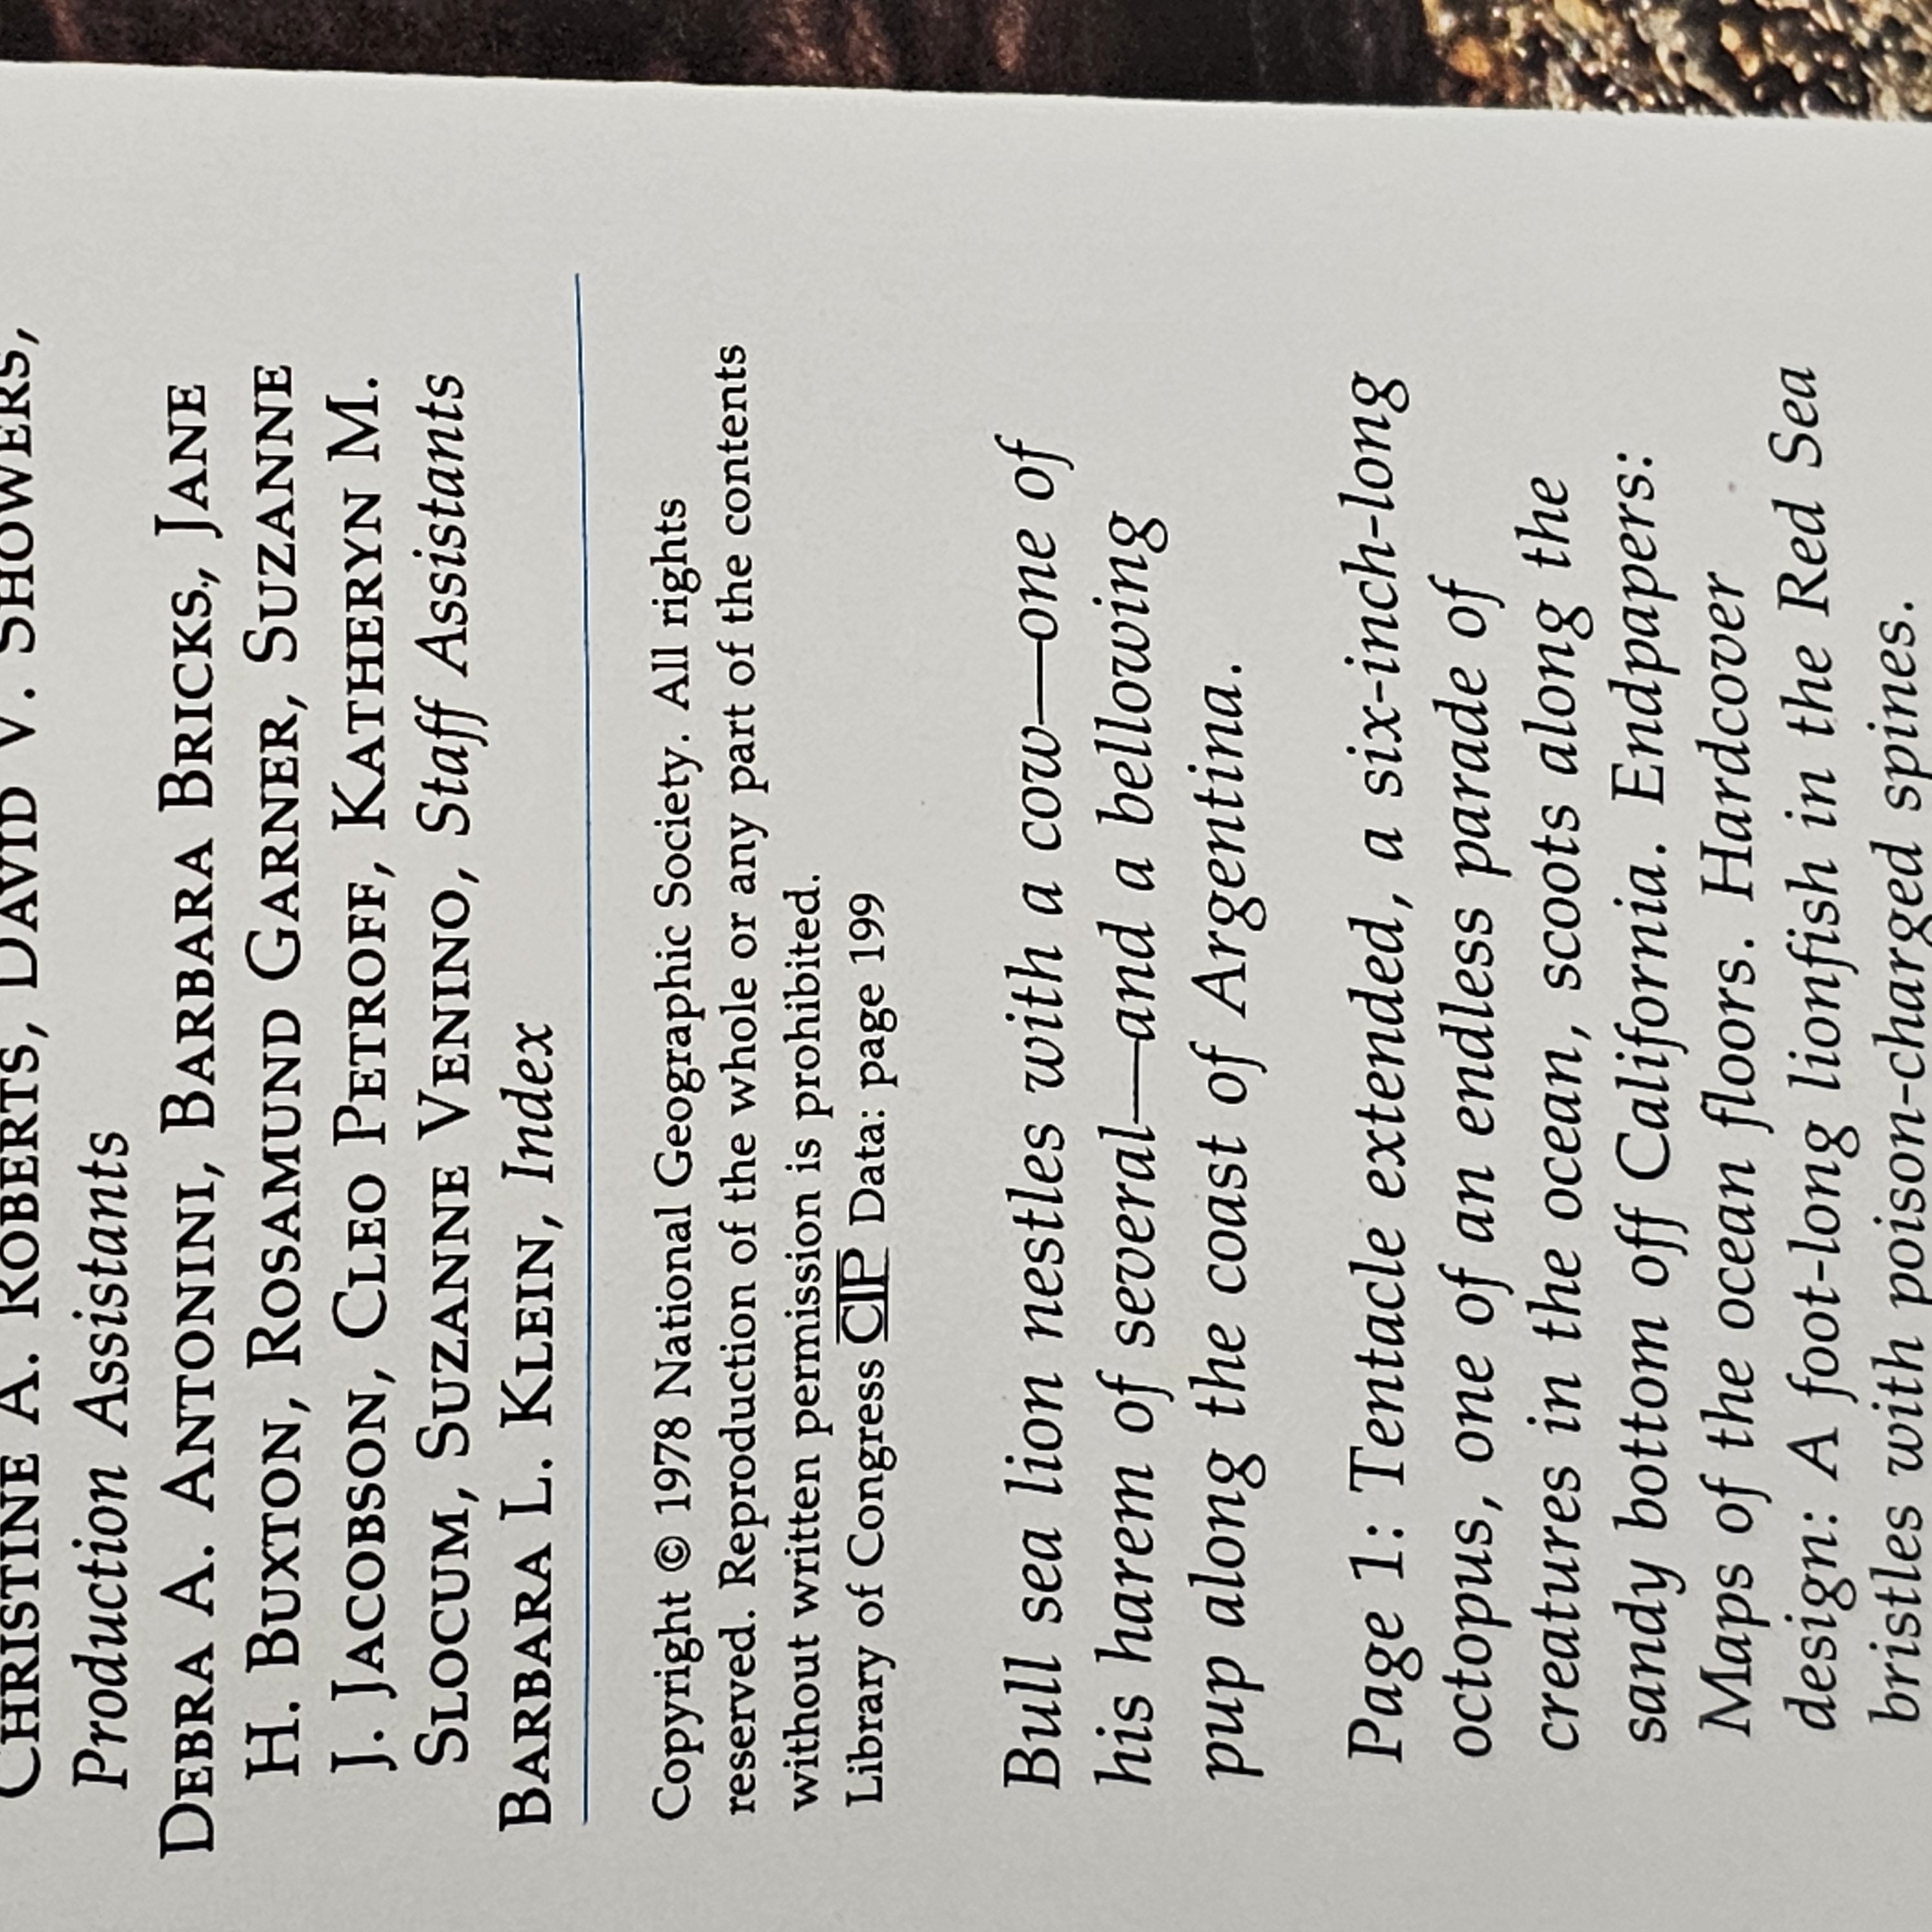 CHRISTINE A. ROBERTS, DAVID V. SHOWERS,
Production Assistants
DEBRA A. ANTONINI, BARBARA BRICKS., JANE
H. BUXTON, ROSAMUND GARNER, SUZANNE
J. JACOBSON, CLEO PETROFF, KATHERYN M.
SLOCUM, SUZANNE VENINO, Staff Assistants
BARBARA L. KLEIN, Index
Copyright © 1978 National Geographic Society. All rights
reserved. Reproduction of the whole or any part of the contents
without written permission is prohibited.
Library of Congress CIP Data: page 199
Bull sea lion nestles with a cow—one of
his harem of several—and a bellowing
pup along the coast of Argentina.
Page 1: Tentacle extended, a six-inch-long
octopus, one of an endless parade of
creatures in the ocean, scoots along the
sandy bottom off California. Endpapers:
Maps of the ocean floors. Hardcover
design: A foot-long lionfish in the Red Sea
bristles with poison-charged spines.